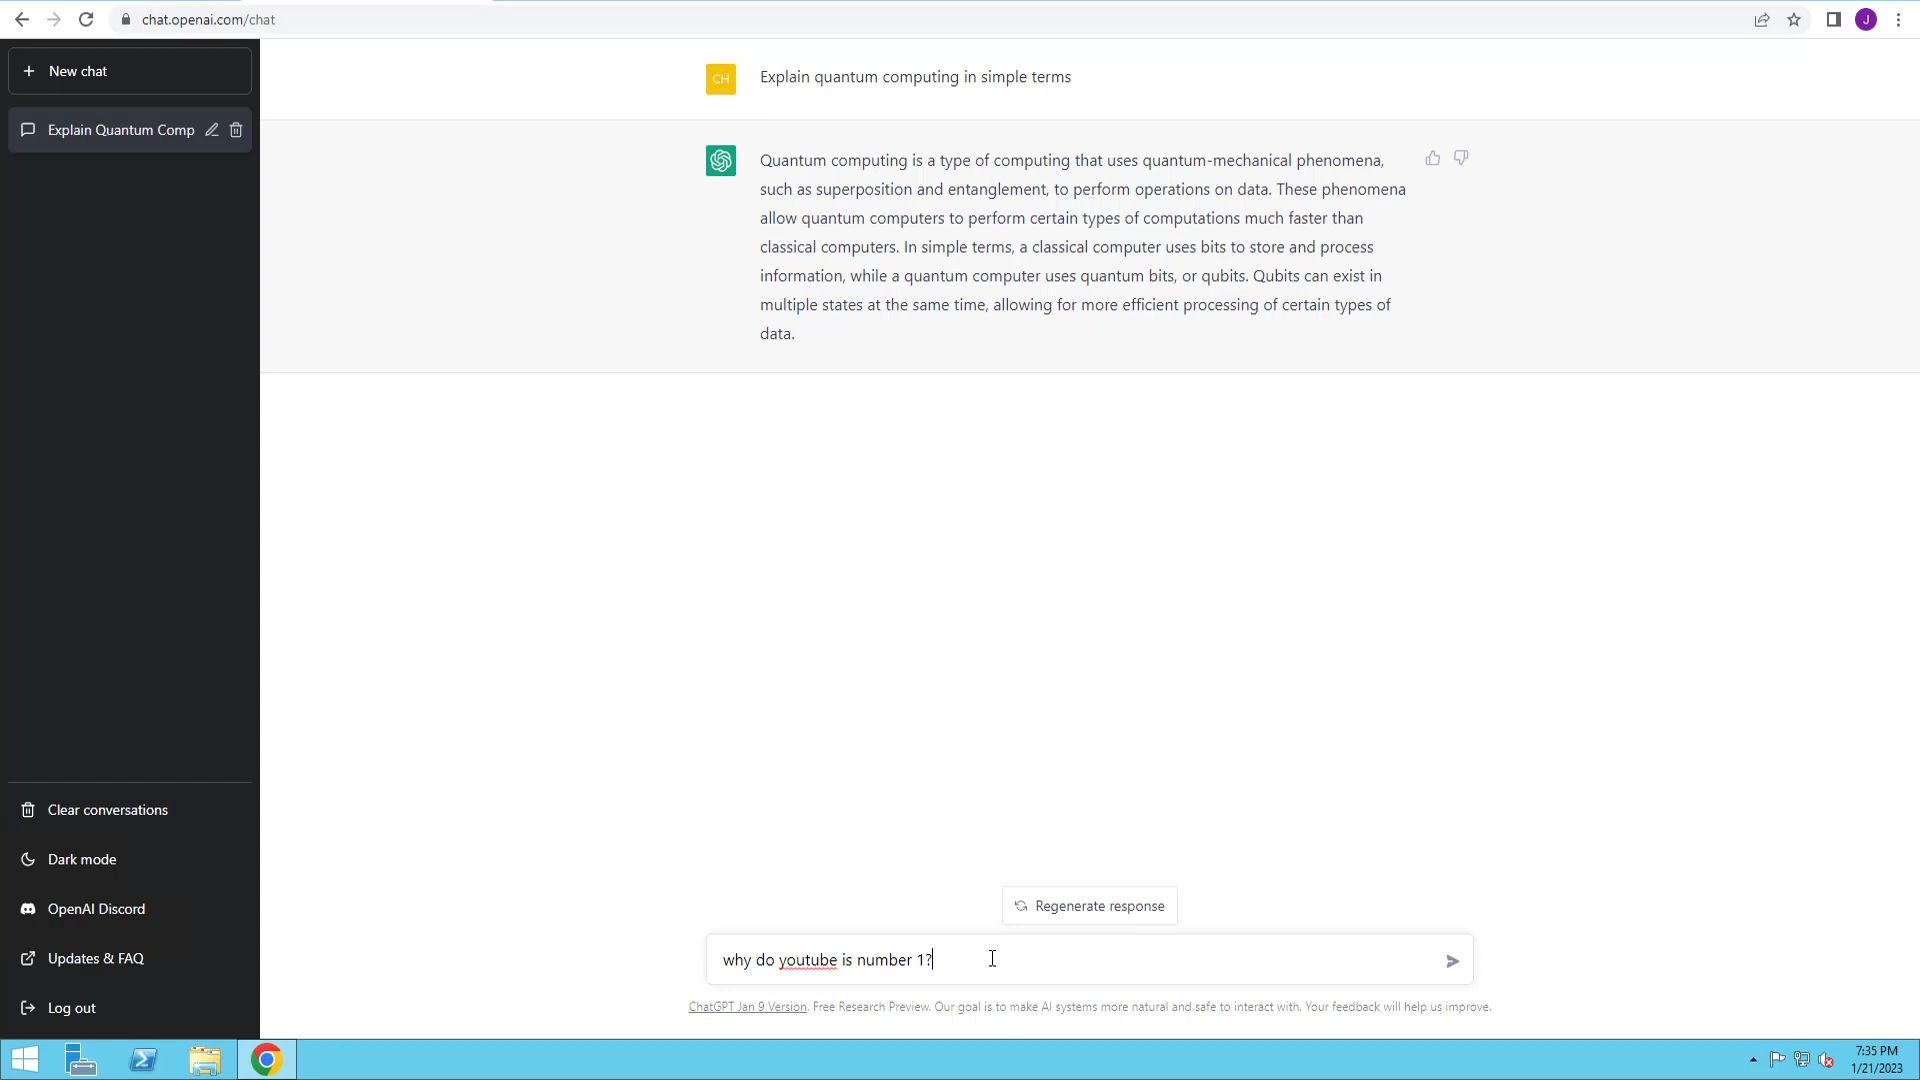 chat.openai.com/chat
J
New chat
Explain Quantum Comp
CH
Explain quantum computing in simple terms
Quantum computing is a type of computing that uses quantum-mechanical phenomena,
such as superposition and entanglement, to perform operations on data. These phenomena
allow quantum computers to perform certain types of computations much faster than
classical computers. In simple terms, a classical computer uses bits to store and process
information, while a quantum computer uses quantum bits, or qubits. Qubits can exist in
multiple states at the same time, allowing for more efficient processing of certain types of
data.
Clear conversations
Dark mode
OpenAI Discord
Updates & FAQ
Log out
Regenerate response
why do youtube is number 1?
ChatGPT Jan 9 Version. Free Research Preview. Our goal is to make AI systems more natural and safe to interact with. Your feedback will help us improve.
7:35 PM
1/21/2023